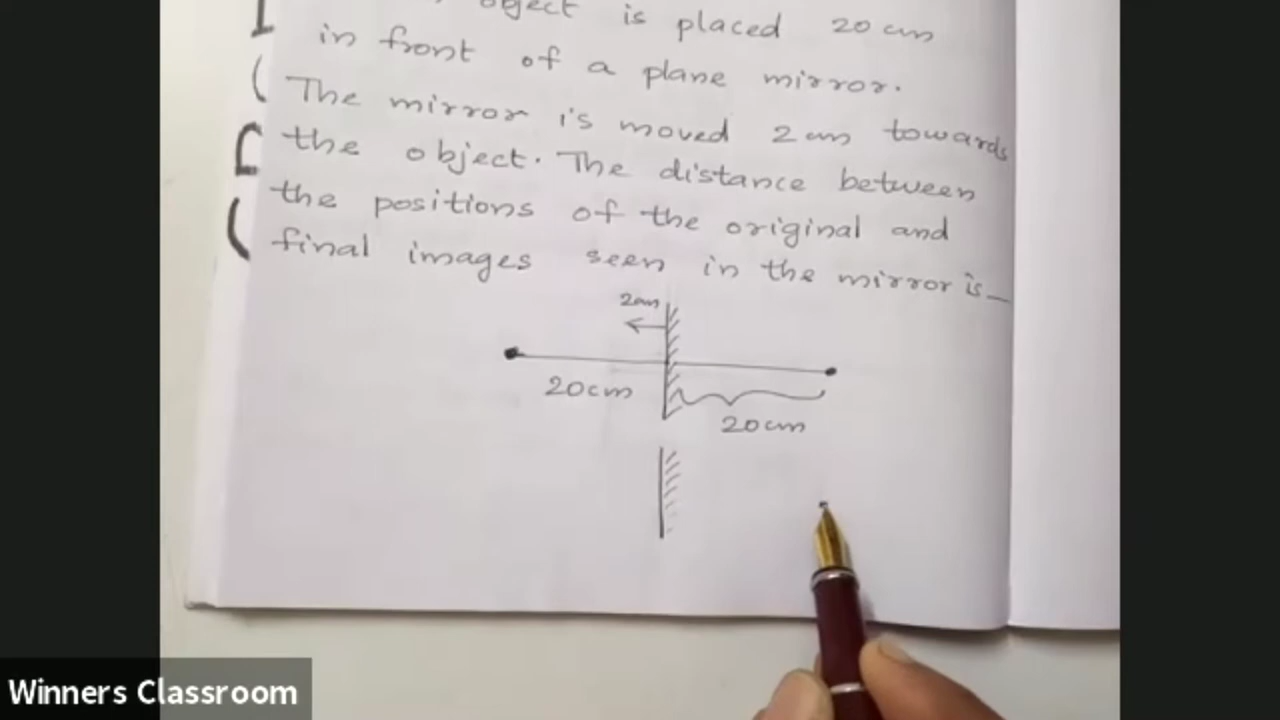 object is placed 20 cm
in front of a plane mirror.
The mirror is moved 2 cm towards
the object. The distance between
the positions of the original and
final images seen in the mirror is_
2cm
20cm
20cm
Winners Classroom